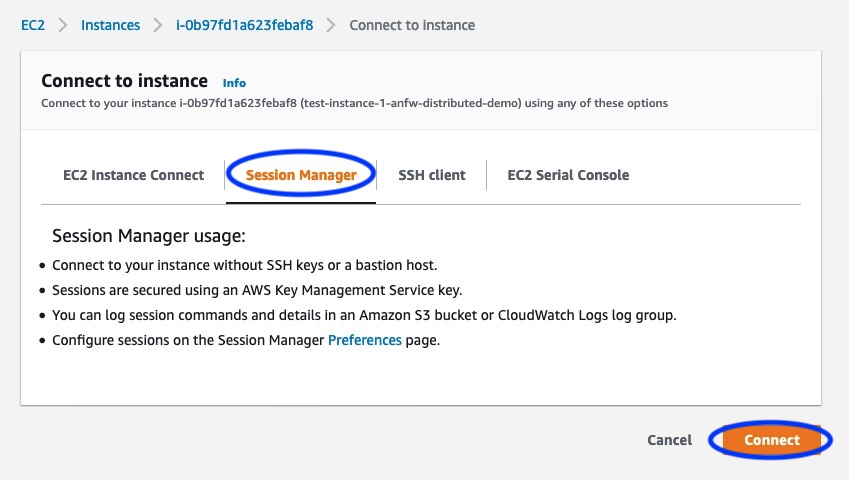 EC2 > Instances > i-0b97fd1a623febaf8 > Connect to instance
Connect to instance Info
Connect to your instance i-0b97fd1a623febaf8 (test-instance-1-anfw-distributed-demo) using any of these options
EC2 Instance Connect Session Manager SSH client EC2 Serial Console
Session Manager usage:
• Connect to your instance without SSH keys or a bastion host.
• Sessions are secured using an AWS Key Management Service key.
• You can log session commands and details in an Amazon S3 bucket or CloudWatch Logs log group.
• Configure sessions on the Session Manager Preferences page.
Cancel Connect